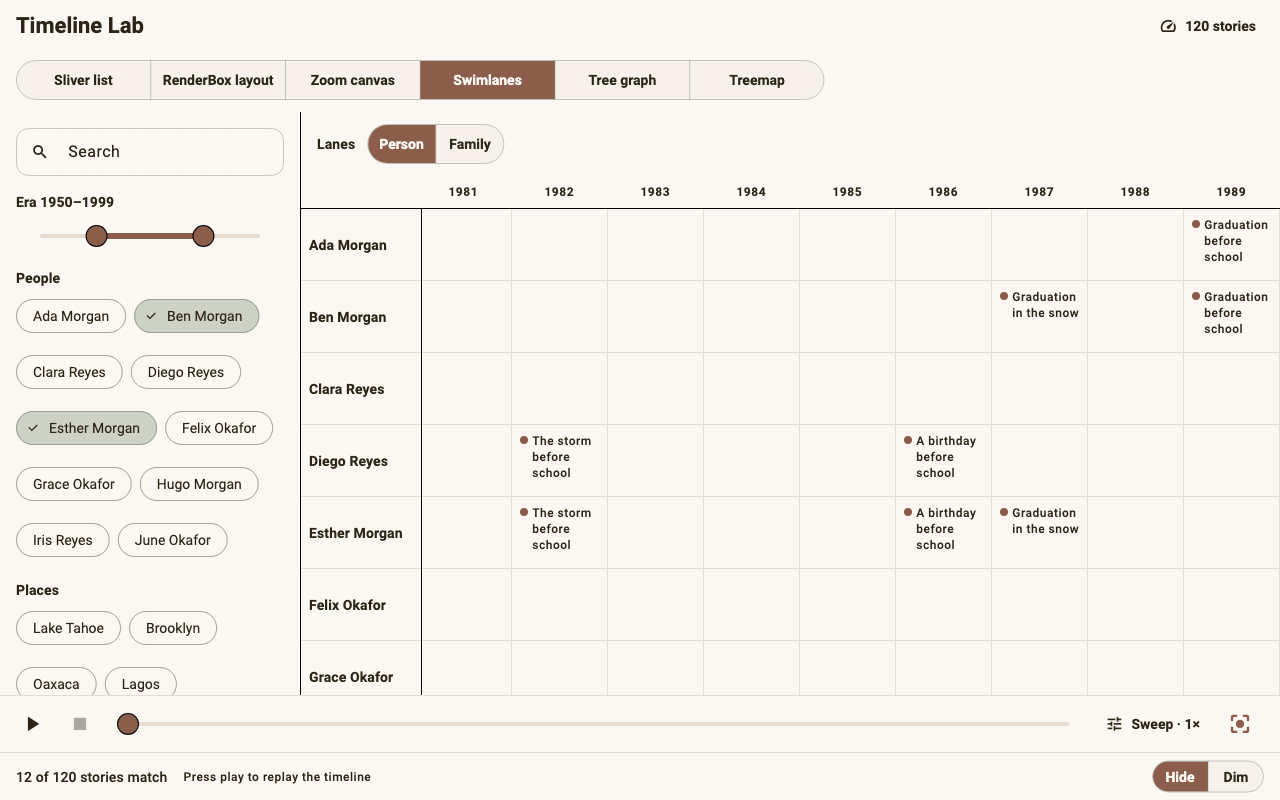 Timeline Lab
120 stories
Sliver list
RenderBox layout
Zoom canvas
Swimlanes
Tree graph
Treemap
Search
Era 1950–1999
People
Ada Morgan
Ben Morgan
Clara Reyes
Diego Reyes
Esther Morgan
Felix Okafor
Grace Okafor
Hugo Morgan
Iris Reyes
June Okafor
Places
Lake Tahoe
Brooklyn
Oaxaca
Lagos
Lanes
Person
Family
1981
1982
1983
1984
1985
1986
1987
1988
1989
Ada Morgan
Graduation
before
school
Ben Morgan
Graduation
in the snow
Graduation
before
school
Clara Reyes
Diego Reyes
The storm
before
school
A birthday
before
school
Esther Morgan
The storm
before
school
A birthday
before
school
Graduation
in the snow
Felix Okafor
Grace Okafor
Sweep · 1×
12 of 120 stories match
Press play to replay the timeline
Hide
Dim